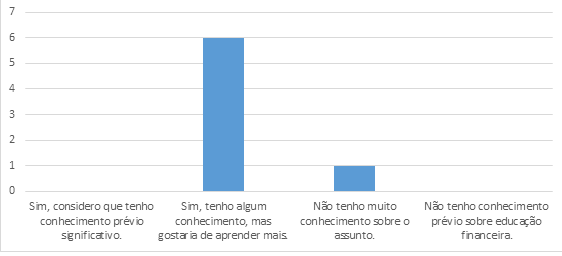 7
6
5
4
3
2
1
0
Sim, considero que tenho
conhecimento prévio
significativo.
Sim, tenho algum
conhecimento, mas
gostaria de aprender mais.
Não tenho muito
conhecimento sobre o
assunto.
Não tenho conhecimento
prévio sobre educação
financeira.